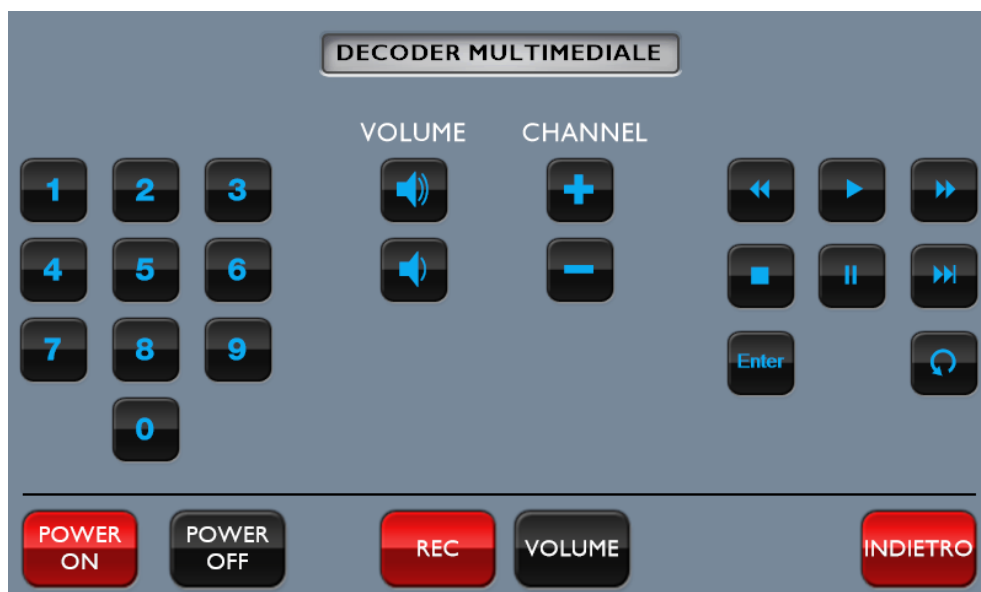 DECODER MULTIMEDIALE
VOLUME CHANNEL
1 2 3
4 5 6
7 8 9
Enter
0
POWER ON
POWER OFF
REC
VOLUME
INDIETRO